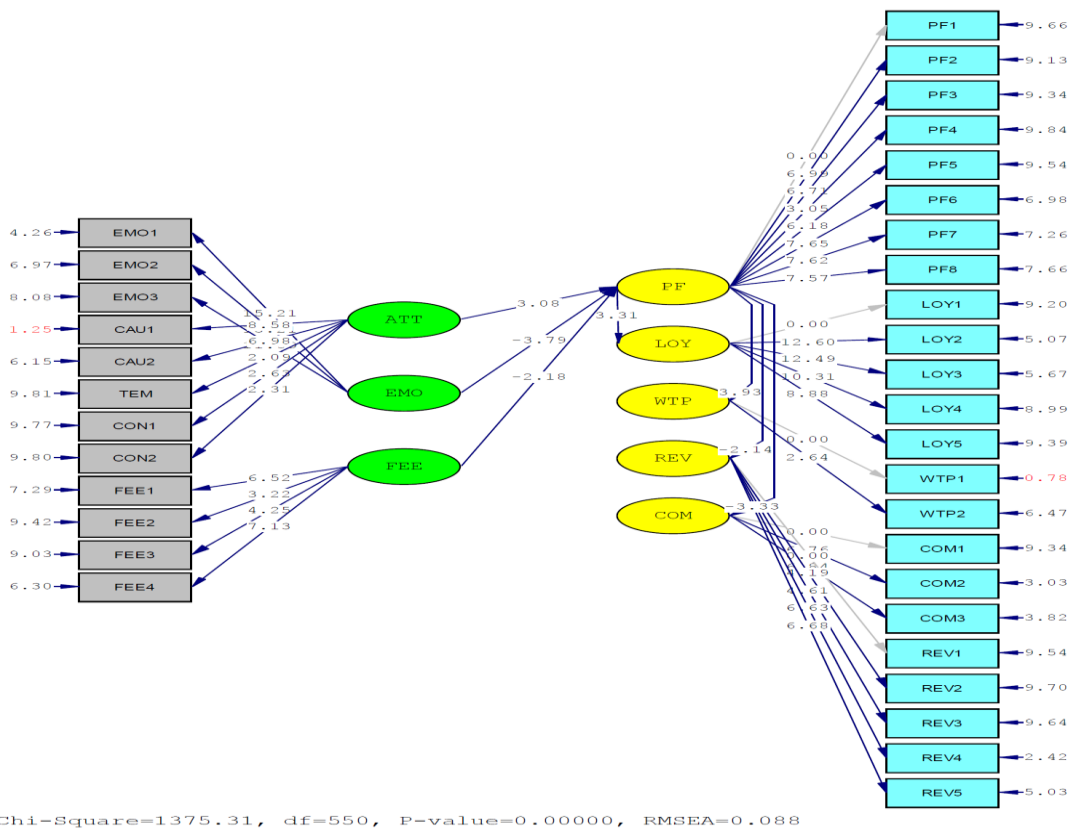 4.26 EMO1
6.97 EMO2
8.08 EMO3
1.25 CAU1
6.15 CAU2
9.81 TEM
9.77 CON1
9.80 CON2
7.29 FEE1
9.42 FEE2
9.03 FEE3
6.30 FEE4
15.21
8.58
6.98
2.09
2.63
2.31
6.52
3.22
4.25
7.13
ATT
EMO
FEE
3.08
-3.79
-2.18
PF
LOY
WTP
REV
COM
3.31
3.93
-2.14
-3.33
0.00
6.99
6.71
3.05
6.18
7.65
7.62
7.57
0.00
12.60
12.49
10.31
8.88
0.00
2.64
0.00
0.00
4.19
4.61
6.63
6.68
PF1 9.66
PF2 9.13
PF3 9.34
PF4 9.84
PF5 9.54
PF6 6.98
PF7 7.26
PF8 7.66
LOY1 9.20
LOY2 5.07
LOY3 5.67
LOY4 8.99
LOY5 9.39
WTP1 0.78
WTP2 6.47
COM1 9.34
COM2 3.03
COM3 3.82
REV1 9.54
REV2 9.70
REV3 9.64
REV4 2.42
REV5 5.03
Chi-Square=1375.31, df=550, P-value=0.00000, RMSEA=0.088